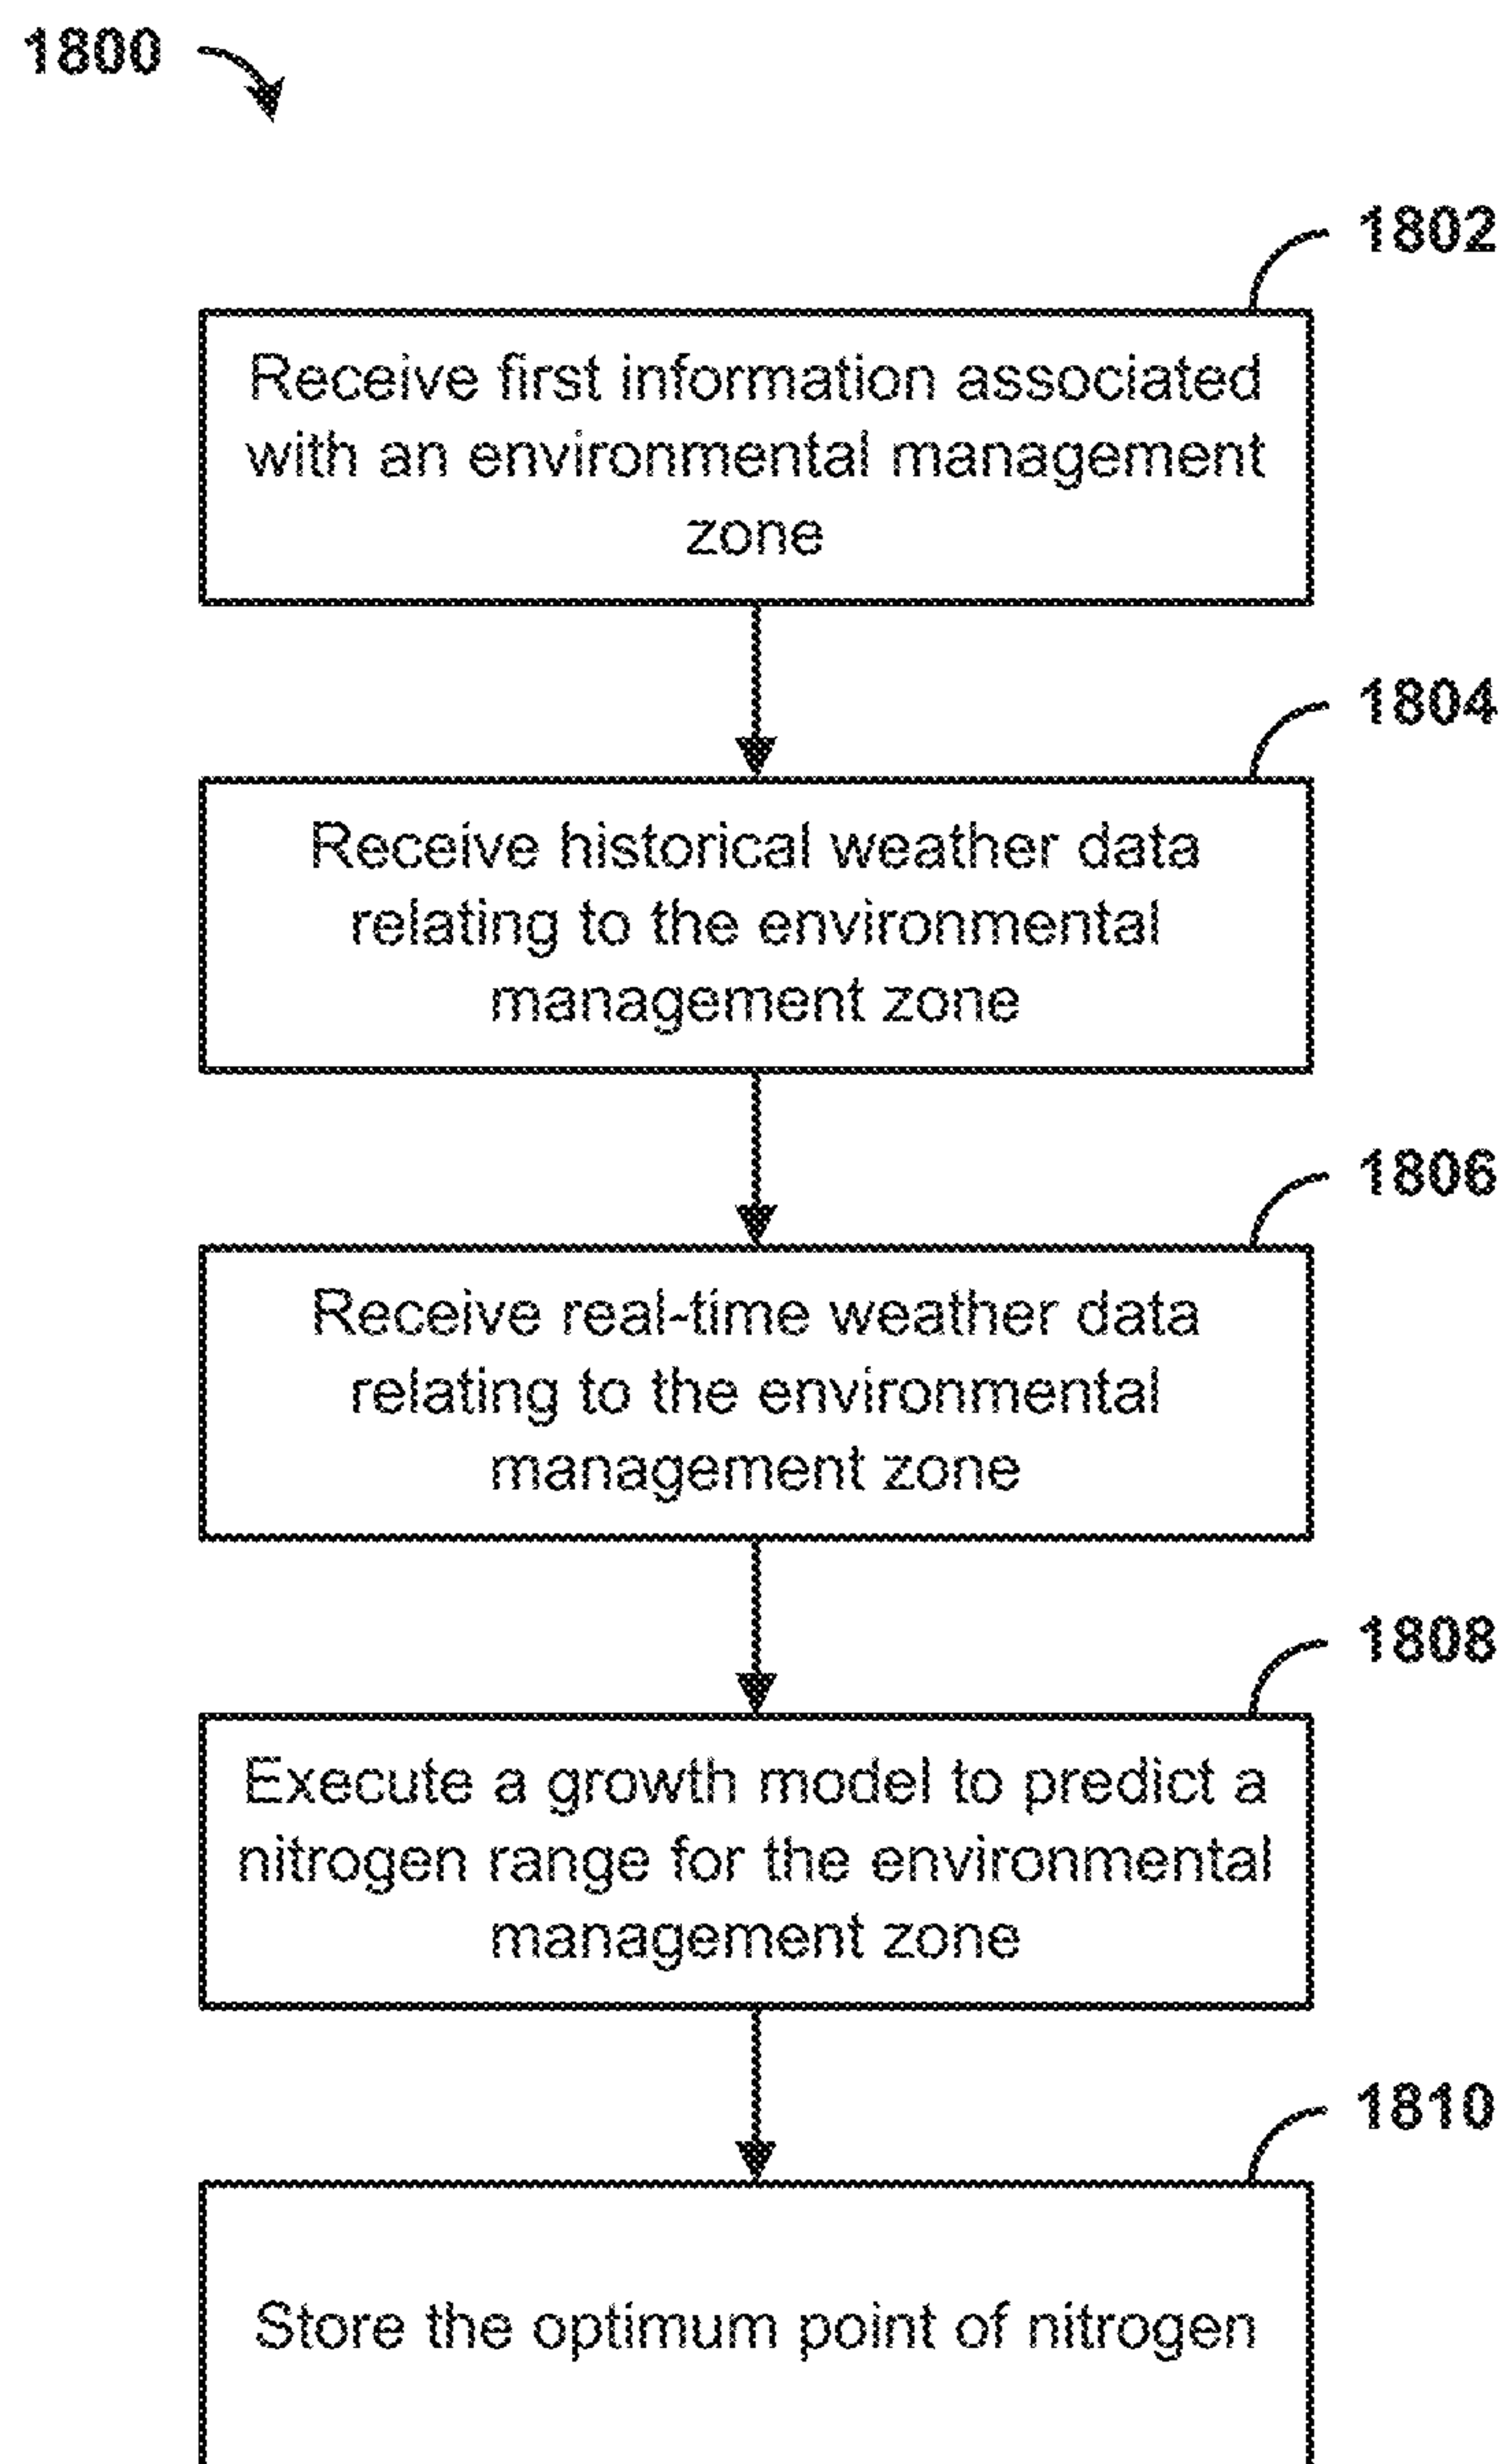 1800
1802
Receive first information associated
with an environmental management
zone
1804
Receive historical weather data
relating to the environmental
management zone
1806
Receive real-time weather data
relating to the environmental
management zone
1808
Execute a growth model to predict a
nitrogen range for the environmental
management zone
1810
Store the optimum point of nitrogen